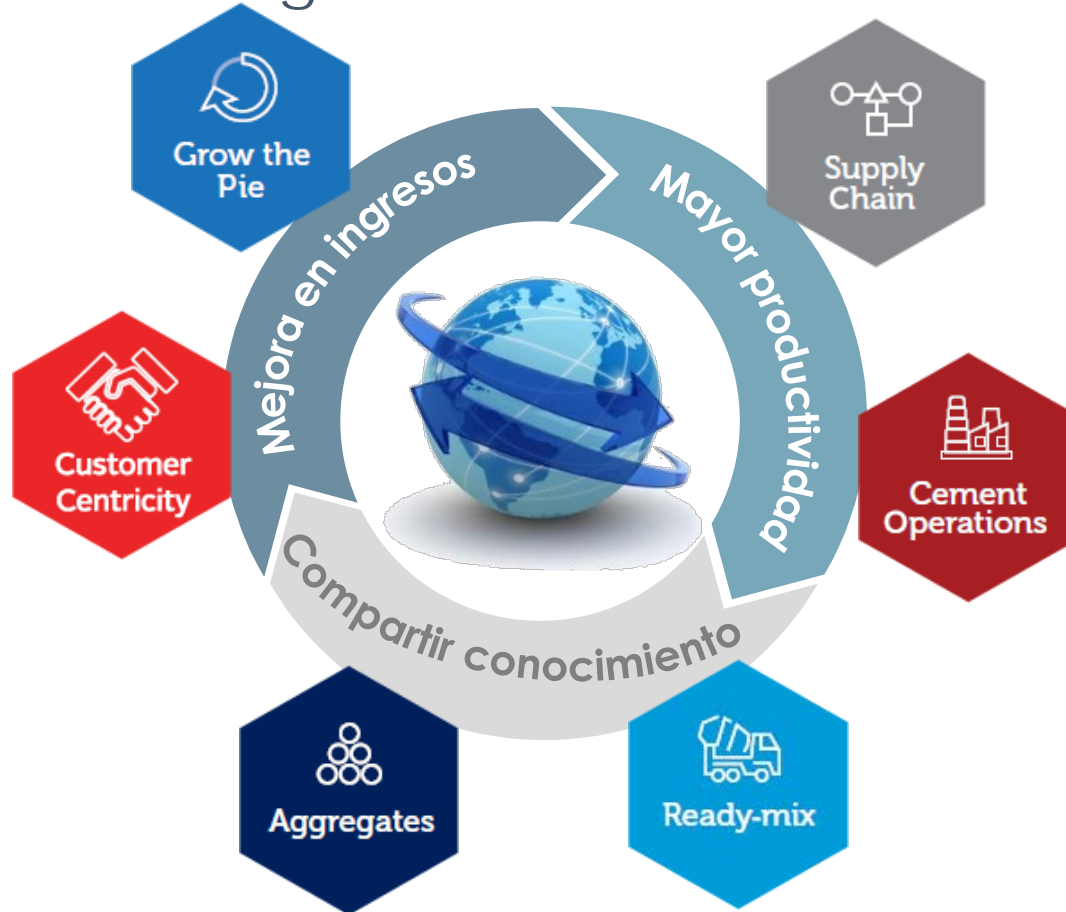 Grow the
Pie
Supply
Chain
Mejora en ingresos
Mayor productividad
Customer
Centricity
Cement
Operations
Compartir conocimiento
Aggregates
Ready-mix